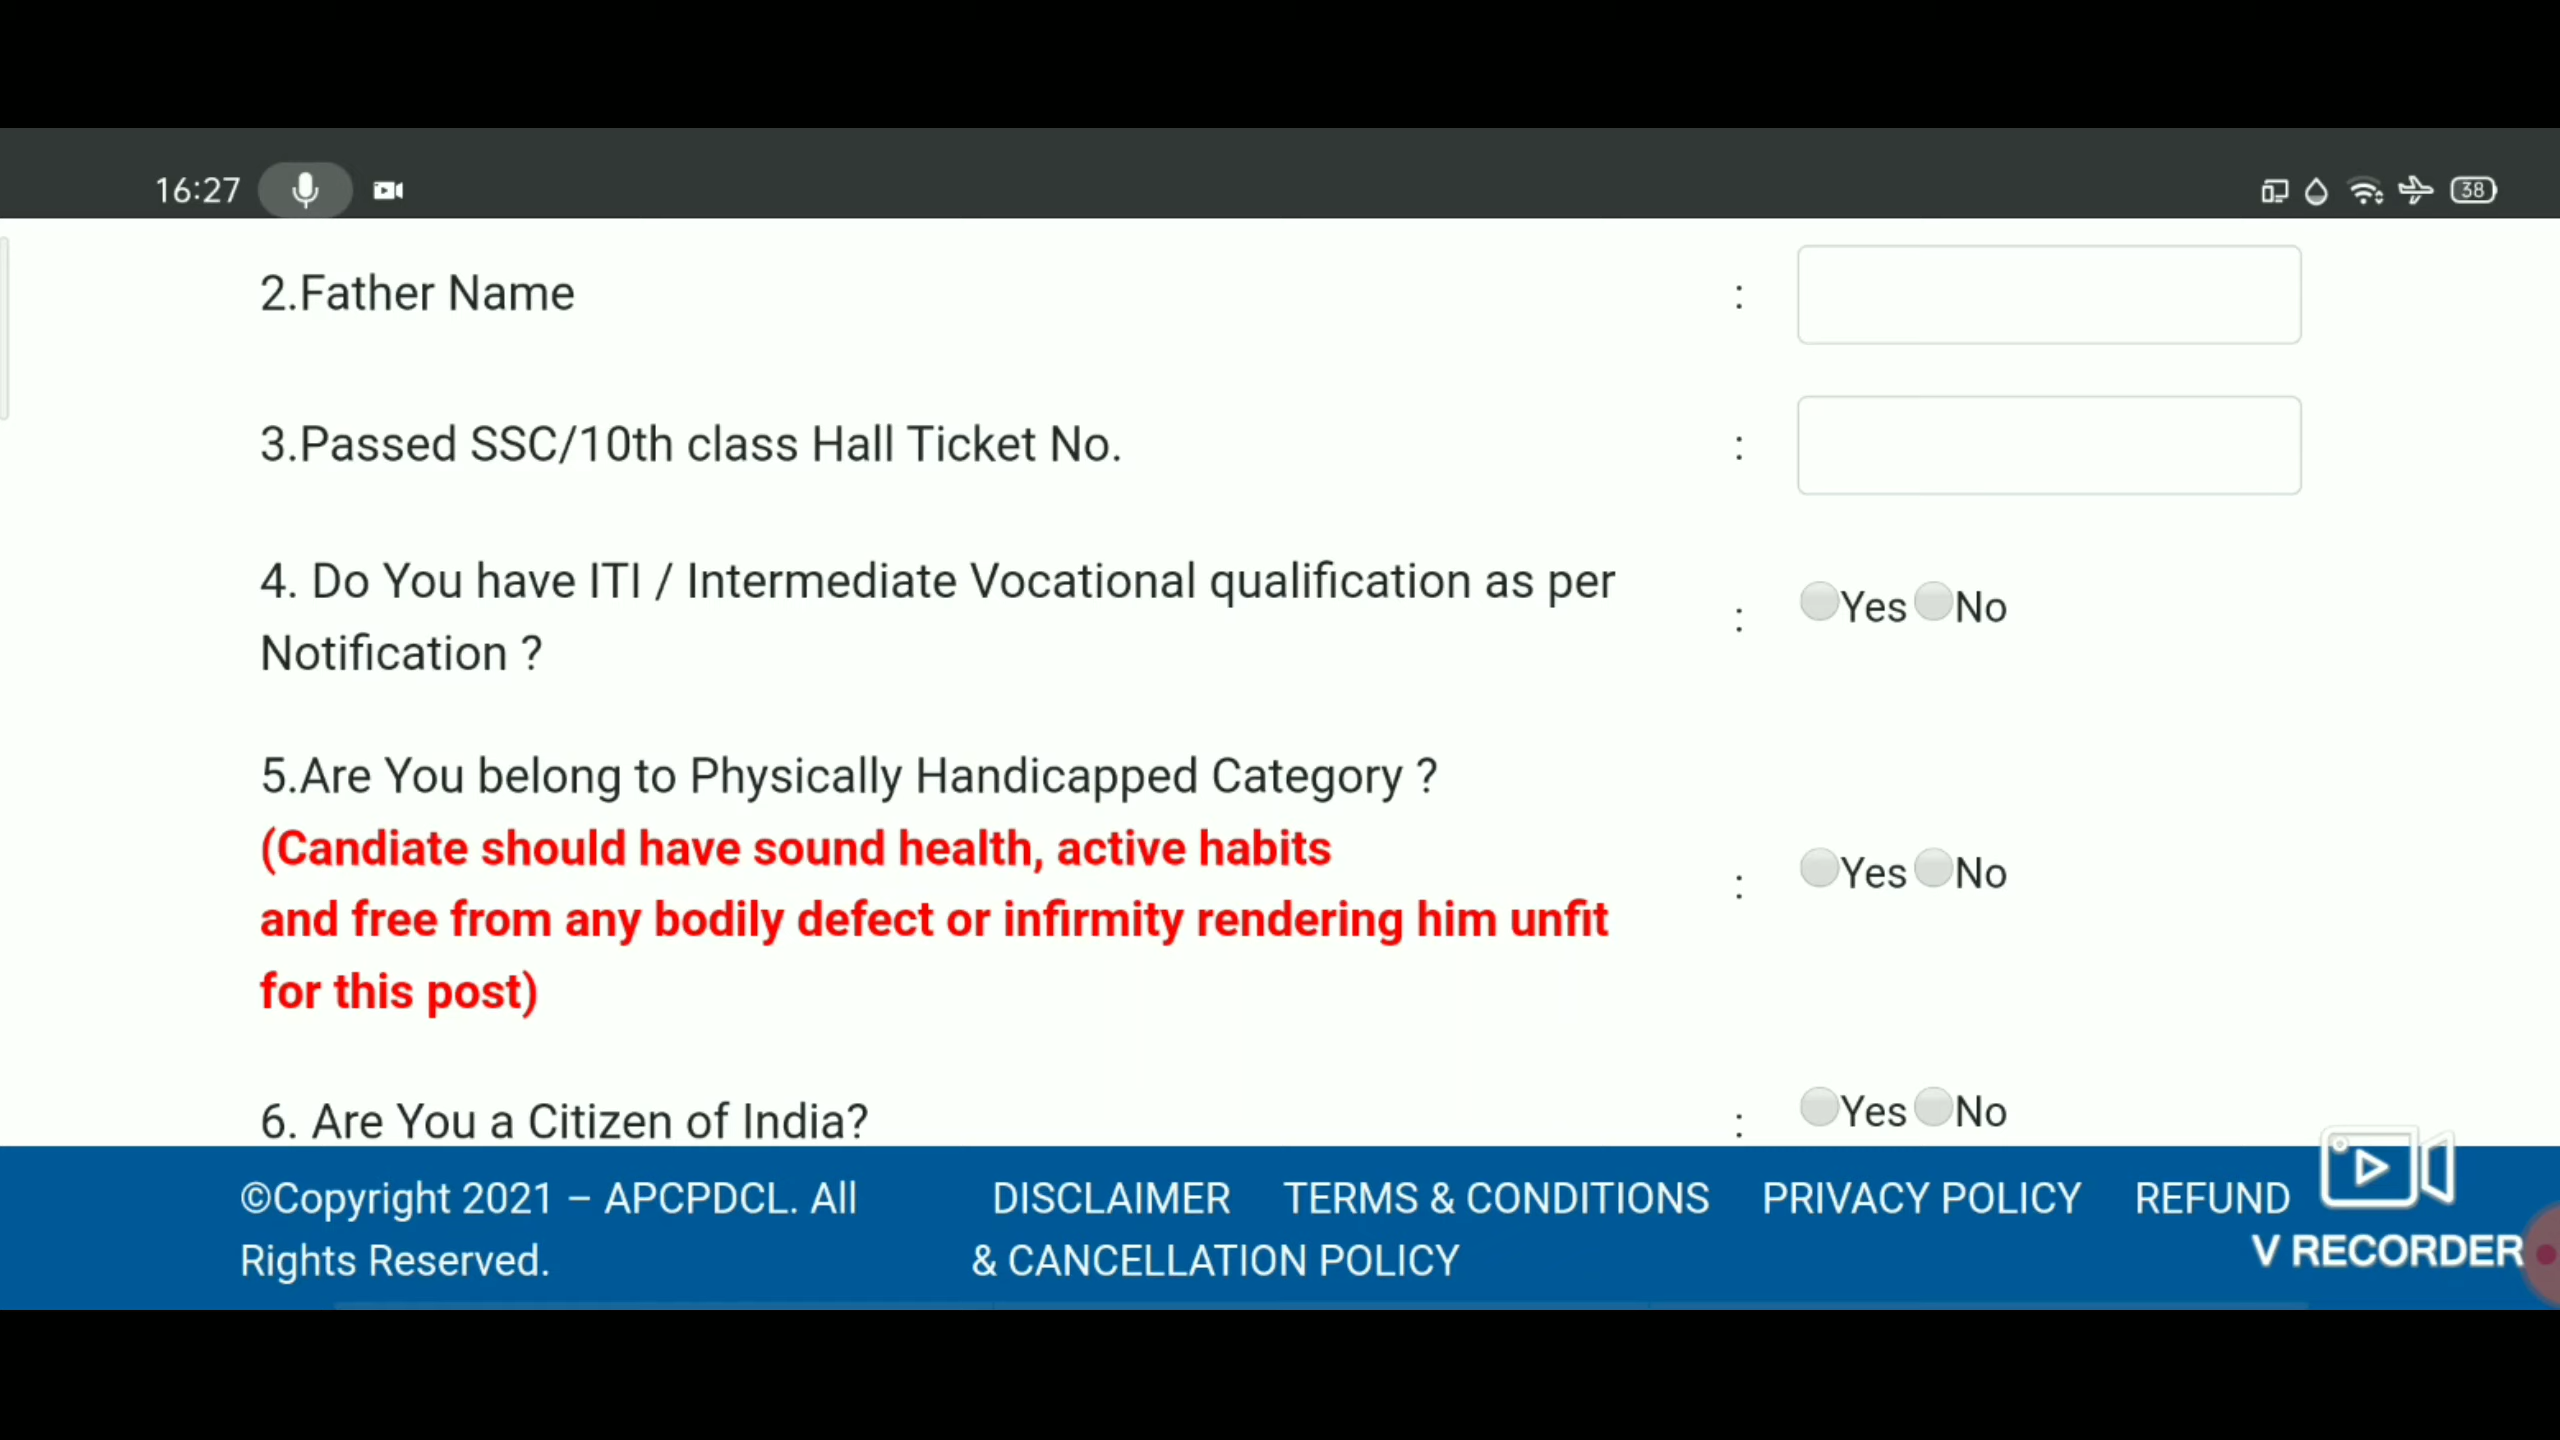 16:27
38
2.Father Name :
3.Passed SSC/10th class Hall Ticket No. :
4. Do You have ITI / Intermediate Vocational qualification as per
Notification ?
: Yes No
5.Are You belong to Physically Handicapped Category ?
(Candiate should have sound health, active habits
and free from any bodily defect or infirmity rendering him unfit
for this post)
: Yes No
6. Are You a Citizen of India? : Yes No
©Copyright 2021 – APCPDCL. All
Rights Reserved.
DISCLAIMER TERMS & CONDITIONS PRIVACY POLICY REFUND
& CANCELLATION POLICY
V RECORDER